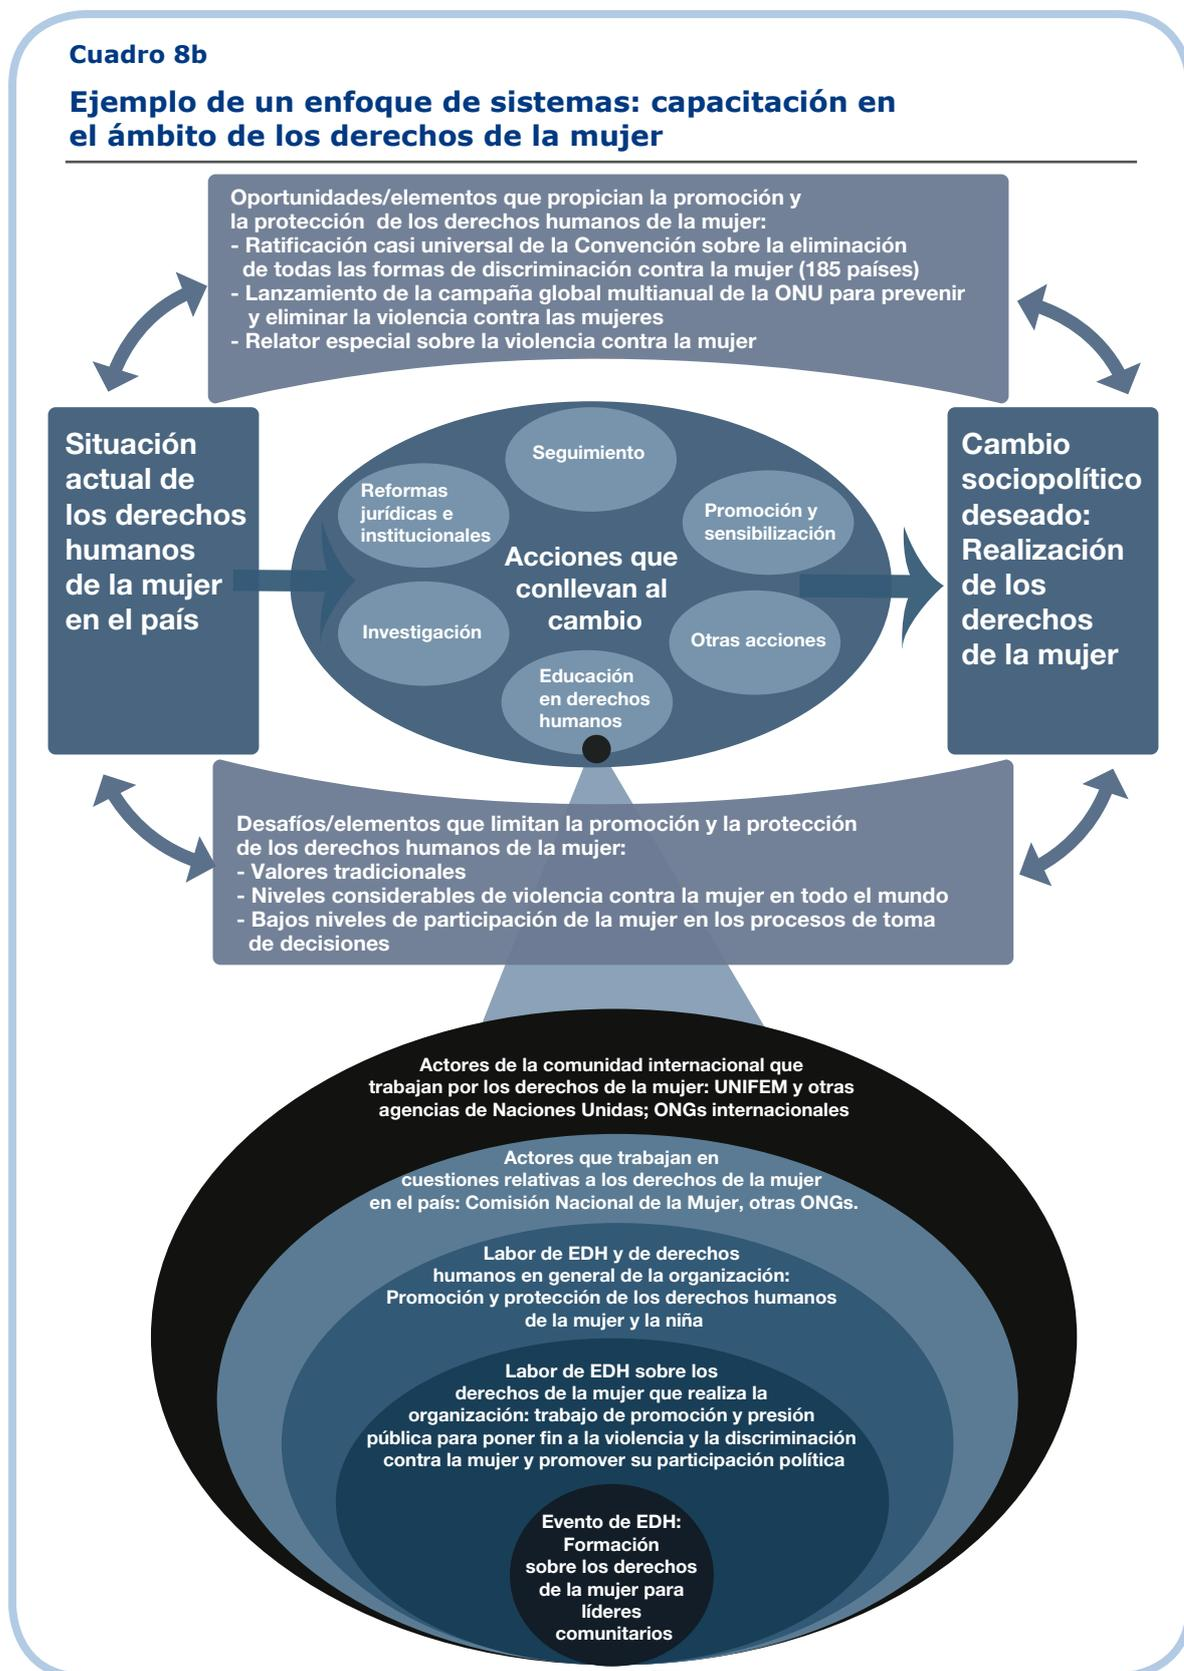 Cuadro 8b
Ejemplo de un enfoque de sistemas: capacitación en
el ámbito de los derechos de la mujer
Oportunidades/elementos que propician la promoción y
la protección de los derechos humanos de la mujer:
- Ratificación casi universal de la Convención sobre la eliminación
de todas las formas de discriminación contra la mujer (185 países)
- Lanzamiento de la campaña global multianual de la ONU para prevenir
y eliminar la violencia contra las mujeres
- Relator especial sobre la violencia contra la mujer
Situación
actual de
los derechos
humanos
de la mujer
en el país
Seguimiento
Reformas
jurídicas e
institucionales
Promoción y
sensibilización
Acciones que
conllevan al
cambio
Investigación
Otras acciones
Educación
en derechos
humanos
Cambio
sociopolítico
deseado:
Realización
de los
derechos
de la mujer
Desafíos/elementos que limitan la promoción y la protección
de los derechos humanos de la mujer:
- Valores tradicionales
- Niveles considerables de violencia contra la mujer en todo el mundo
- Bajos niveles de participación de la mujer en los procesos de toma
de decisiones
Actores de la comunidad internacional que
trabajan por los derechos de la mujer: UNIFEM y otras
agencias de Naciones Unidas; ONGs internacionales
Actores que trabajan en
cuestiones relativas a los derechos de la mujer
en el país: Comisión Nacional de la Mujer, otras ONGs.
Labor de EDH y de derechos
humanos en general de la organización:
Promoción y protección de los derechos humanos
de la mujer y la niña
Labor de EDH sobre los
derechos de la mujer que realiza la
organización: trabajo de promoción y presión
pública para poner fin a la violencia y la discriminación
contra la mujer y promover su participación política
Evento de EDH:
Formación
sobre los derechos
de la mujer para
líderes
comunitarios